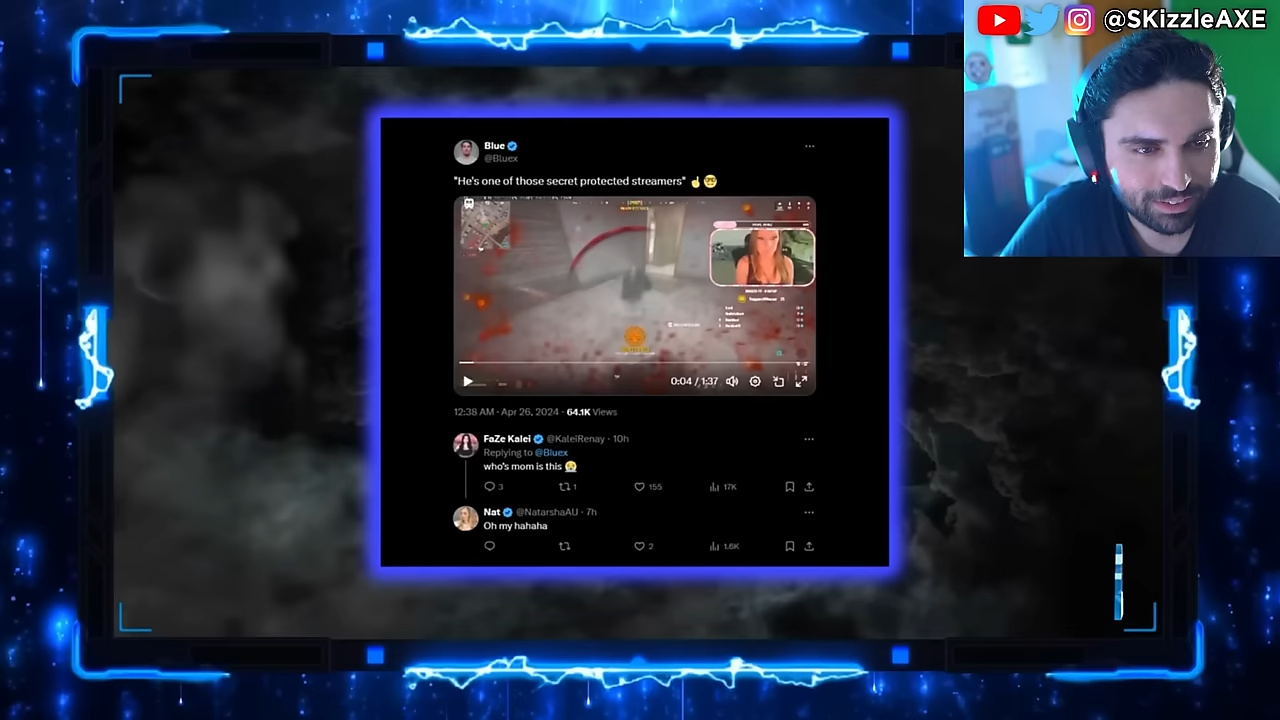 @SKizzleAXE
Blue
@Bluex
"He's one of those secret protected streamers" ☝️🤓
0:04 / 1:37
12:38 AM · Apr 26, 2024 · 64.1K Views
FaZe Kalei @KaleiRenay · 10h
Replying to @Bluex
who's mom is this 😭
3 1 155 17K
Nat @NatarshaAU · 7h
Oh my hahaha
2 1.6K